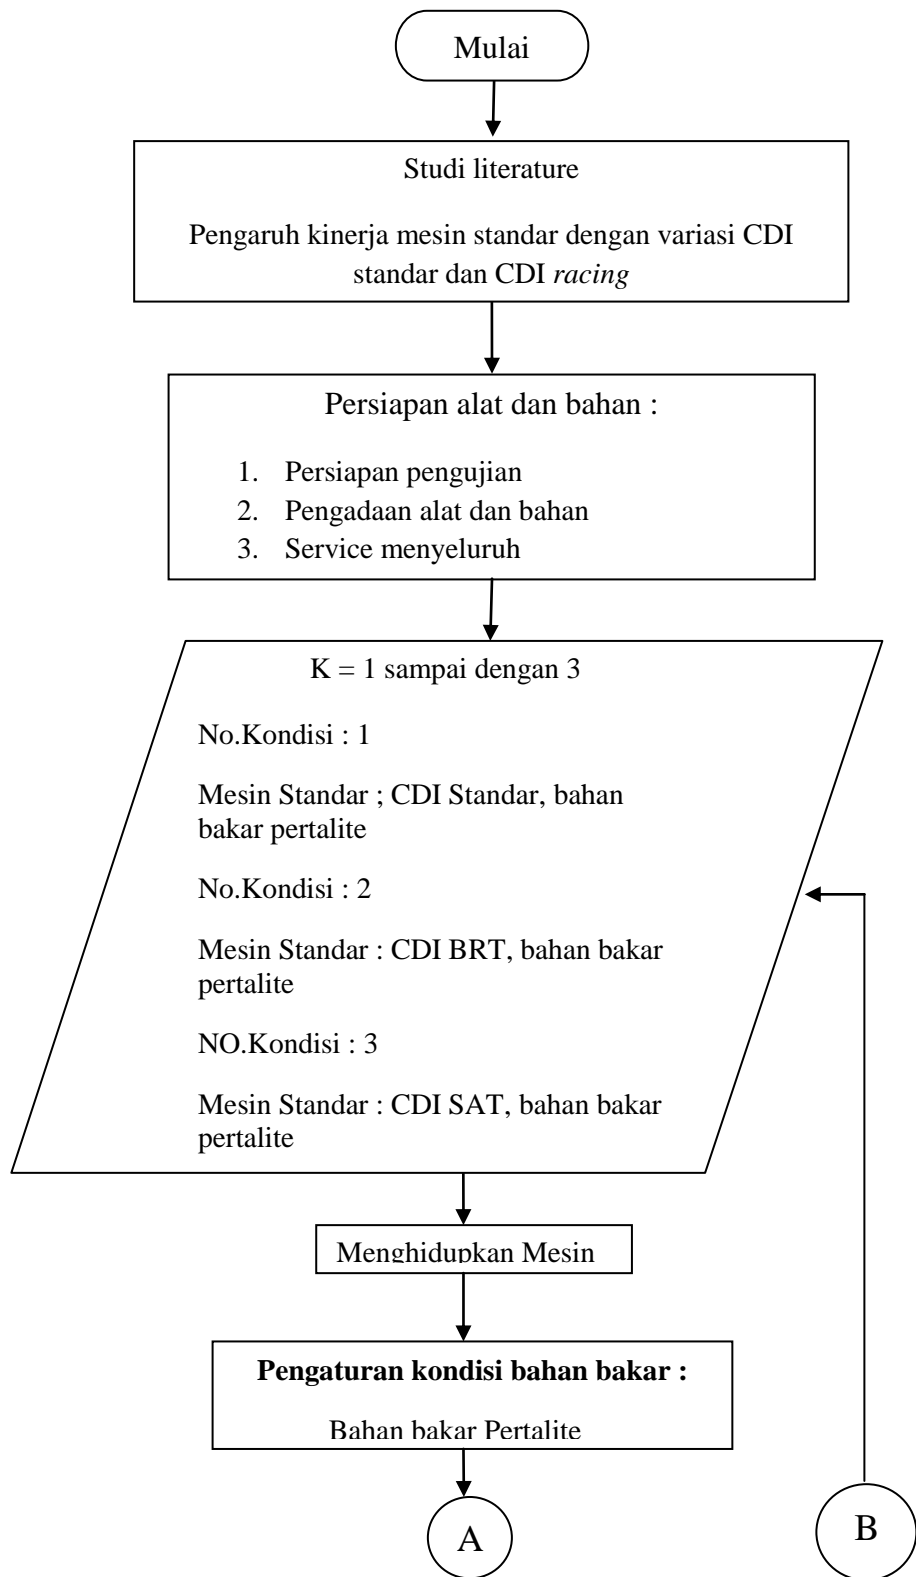 Mulai
Studi literature
Pengaruh kinerja mesin standar dengan variasi CDI
standar dan CDI racing
Persiapan alat dan bahan :
1. Persiapan pengujian
2. Pengadaan alat dan bahan
3. Service menyeluruh
K = 1 sampai dengan 3
No.Kondisi : 1
Mesin Standar ; CDI Standar, bahan
bakar pertalite
No.Kondisi : 2
Mesin Standar : CDI BRT, bahan bakar
pertalite
NO.Kondisi : 3
Mesin Standar : CDI SAT, bahan bakar
pertalite
Menghidupkan Mesin
Pengaturan kondisi bahan bakar :
Bahan bakar Pertalite
A
B